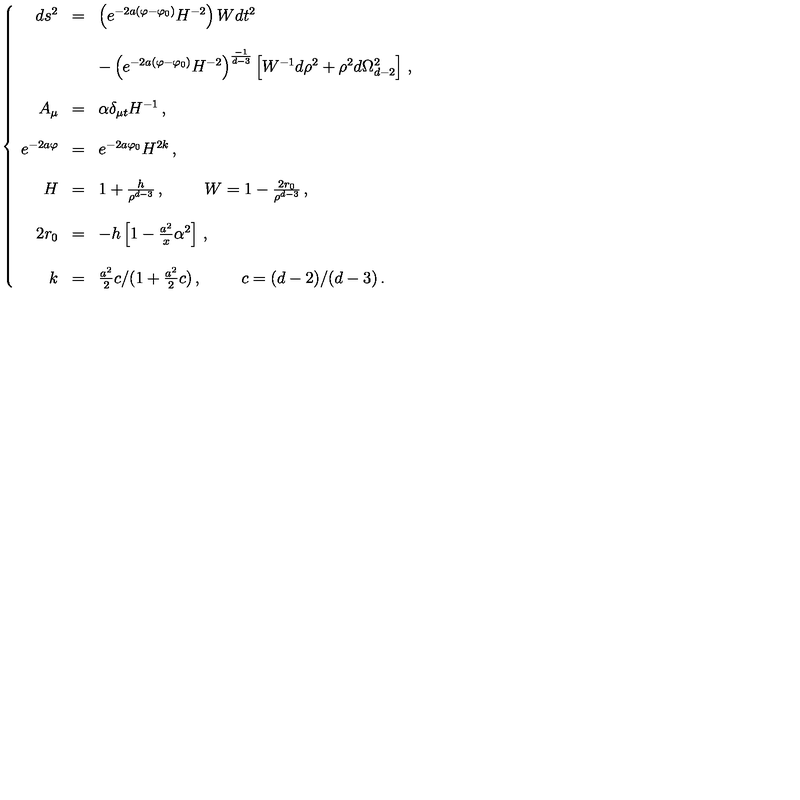 ds^2 = \left( e^{-2a(\varphi-\varphi_0)} H^{-2} \right) W dt^2
- \left( e^{-2a(\varphi-\varphi_0)} H^{-2} \right)^{\frac{-1}{d-3}} \left[ W^{-1} d\rho^2 + \rho^2 d\Omega^2_{d-2} \right] ,
A_\mu = \alpha \delta_{\mu t} H^{-1} ,
e^{-2a\varphi} = e^{-2a\varphi_0} H^{2k} ,
H = 1 + \frac{h}{\rho^{d-3}} , W = 1 - \frac{2r_0}{\rho^{d-3}} ,
2r_0 = -h \left[ 1 - \frac{a^2}{x} \alpha^2 \right] ,
k = \frac{a^2}{2} c / (1 + \frac{a^2}{2} c) , c = (d-2)/(d-3) .